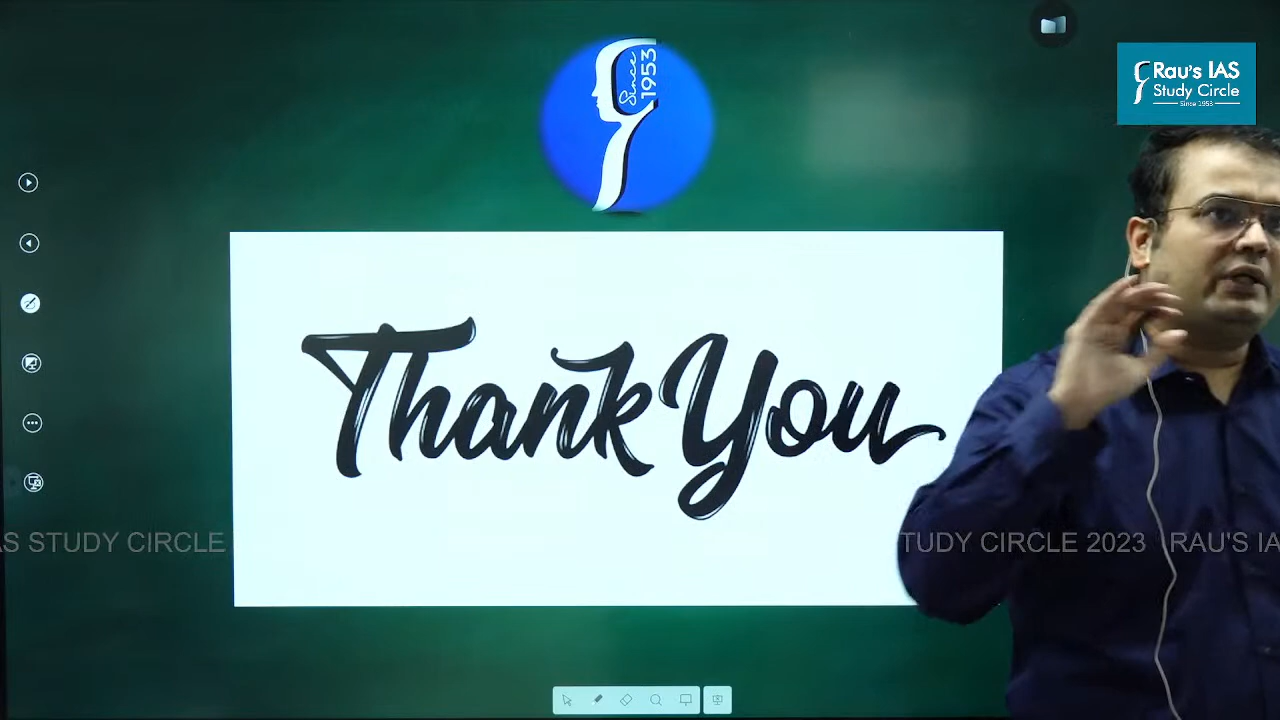 Since
1953
Rau's IAS
Study Circle
Since 1953
Thank You
AS STUDY CIRCLE
TUDY CIRCLE 2023 RAU'S IA